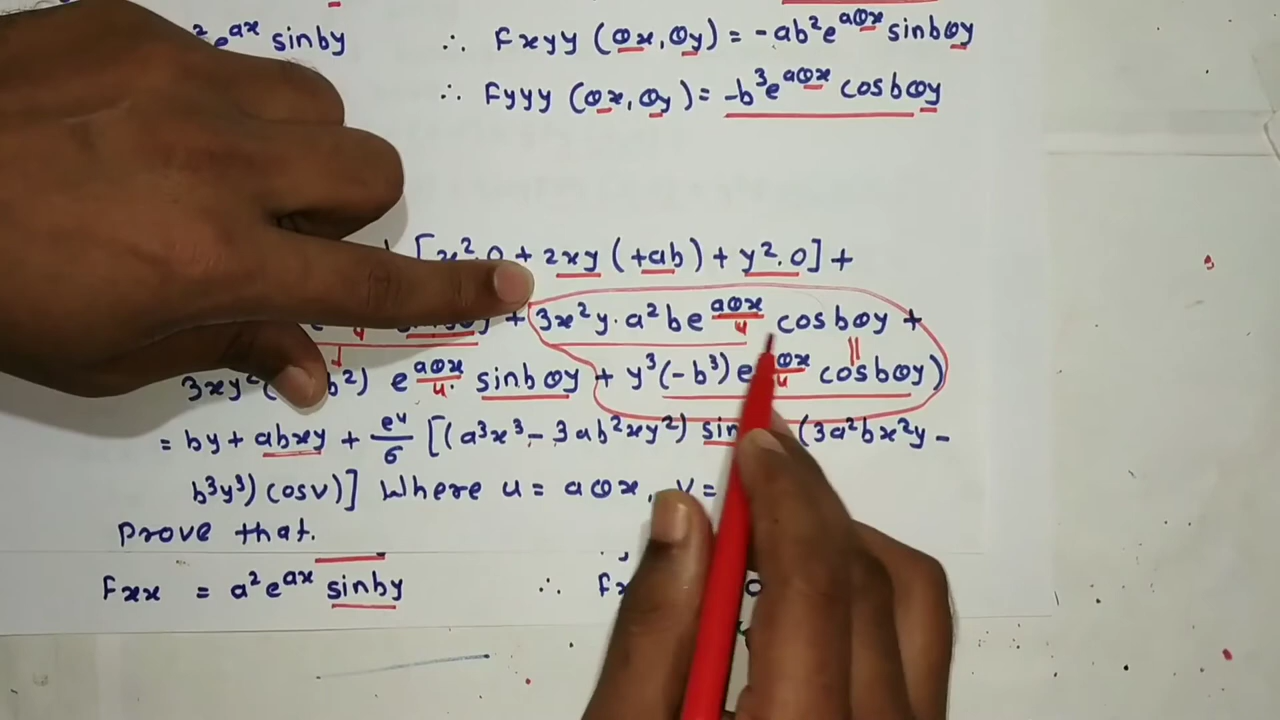 ²e^ax sinby ∴ Fxyy (θx, θy) = -ab²e^aθx sinbθy
∴ Fyyy (θx, θy) = -b³e^aθx cosbθy
[x².0 + 2xy (+ab) + y².0] +
+ 3x²y.a²be^aθx cosbθy +
u
3xy²( b²) e^aθx sinbθy + y³(-b³)e^aθx cosbθy)
u. u
= by + abxy + e^u/6 [(a³x³ - 3ab²xy²) sin (3a²bx²y -
b³y³)cosv)] Where u = aθx, v =
Prove that.
Fxx = a²e^ax sinby ∴